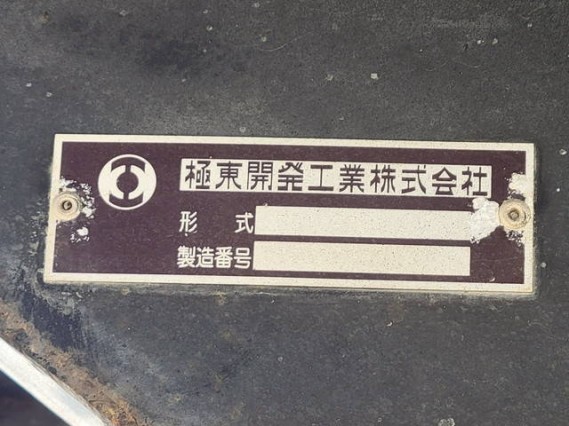 極東開発工業株式会社
形式
製造番号